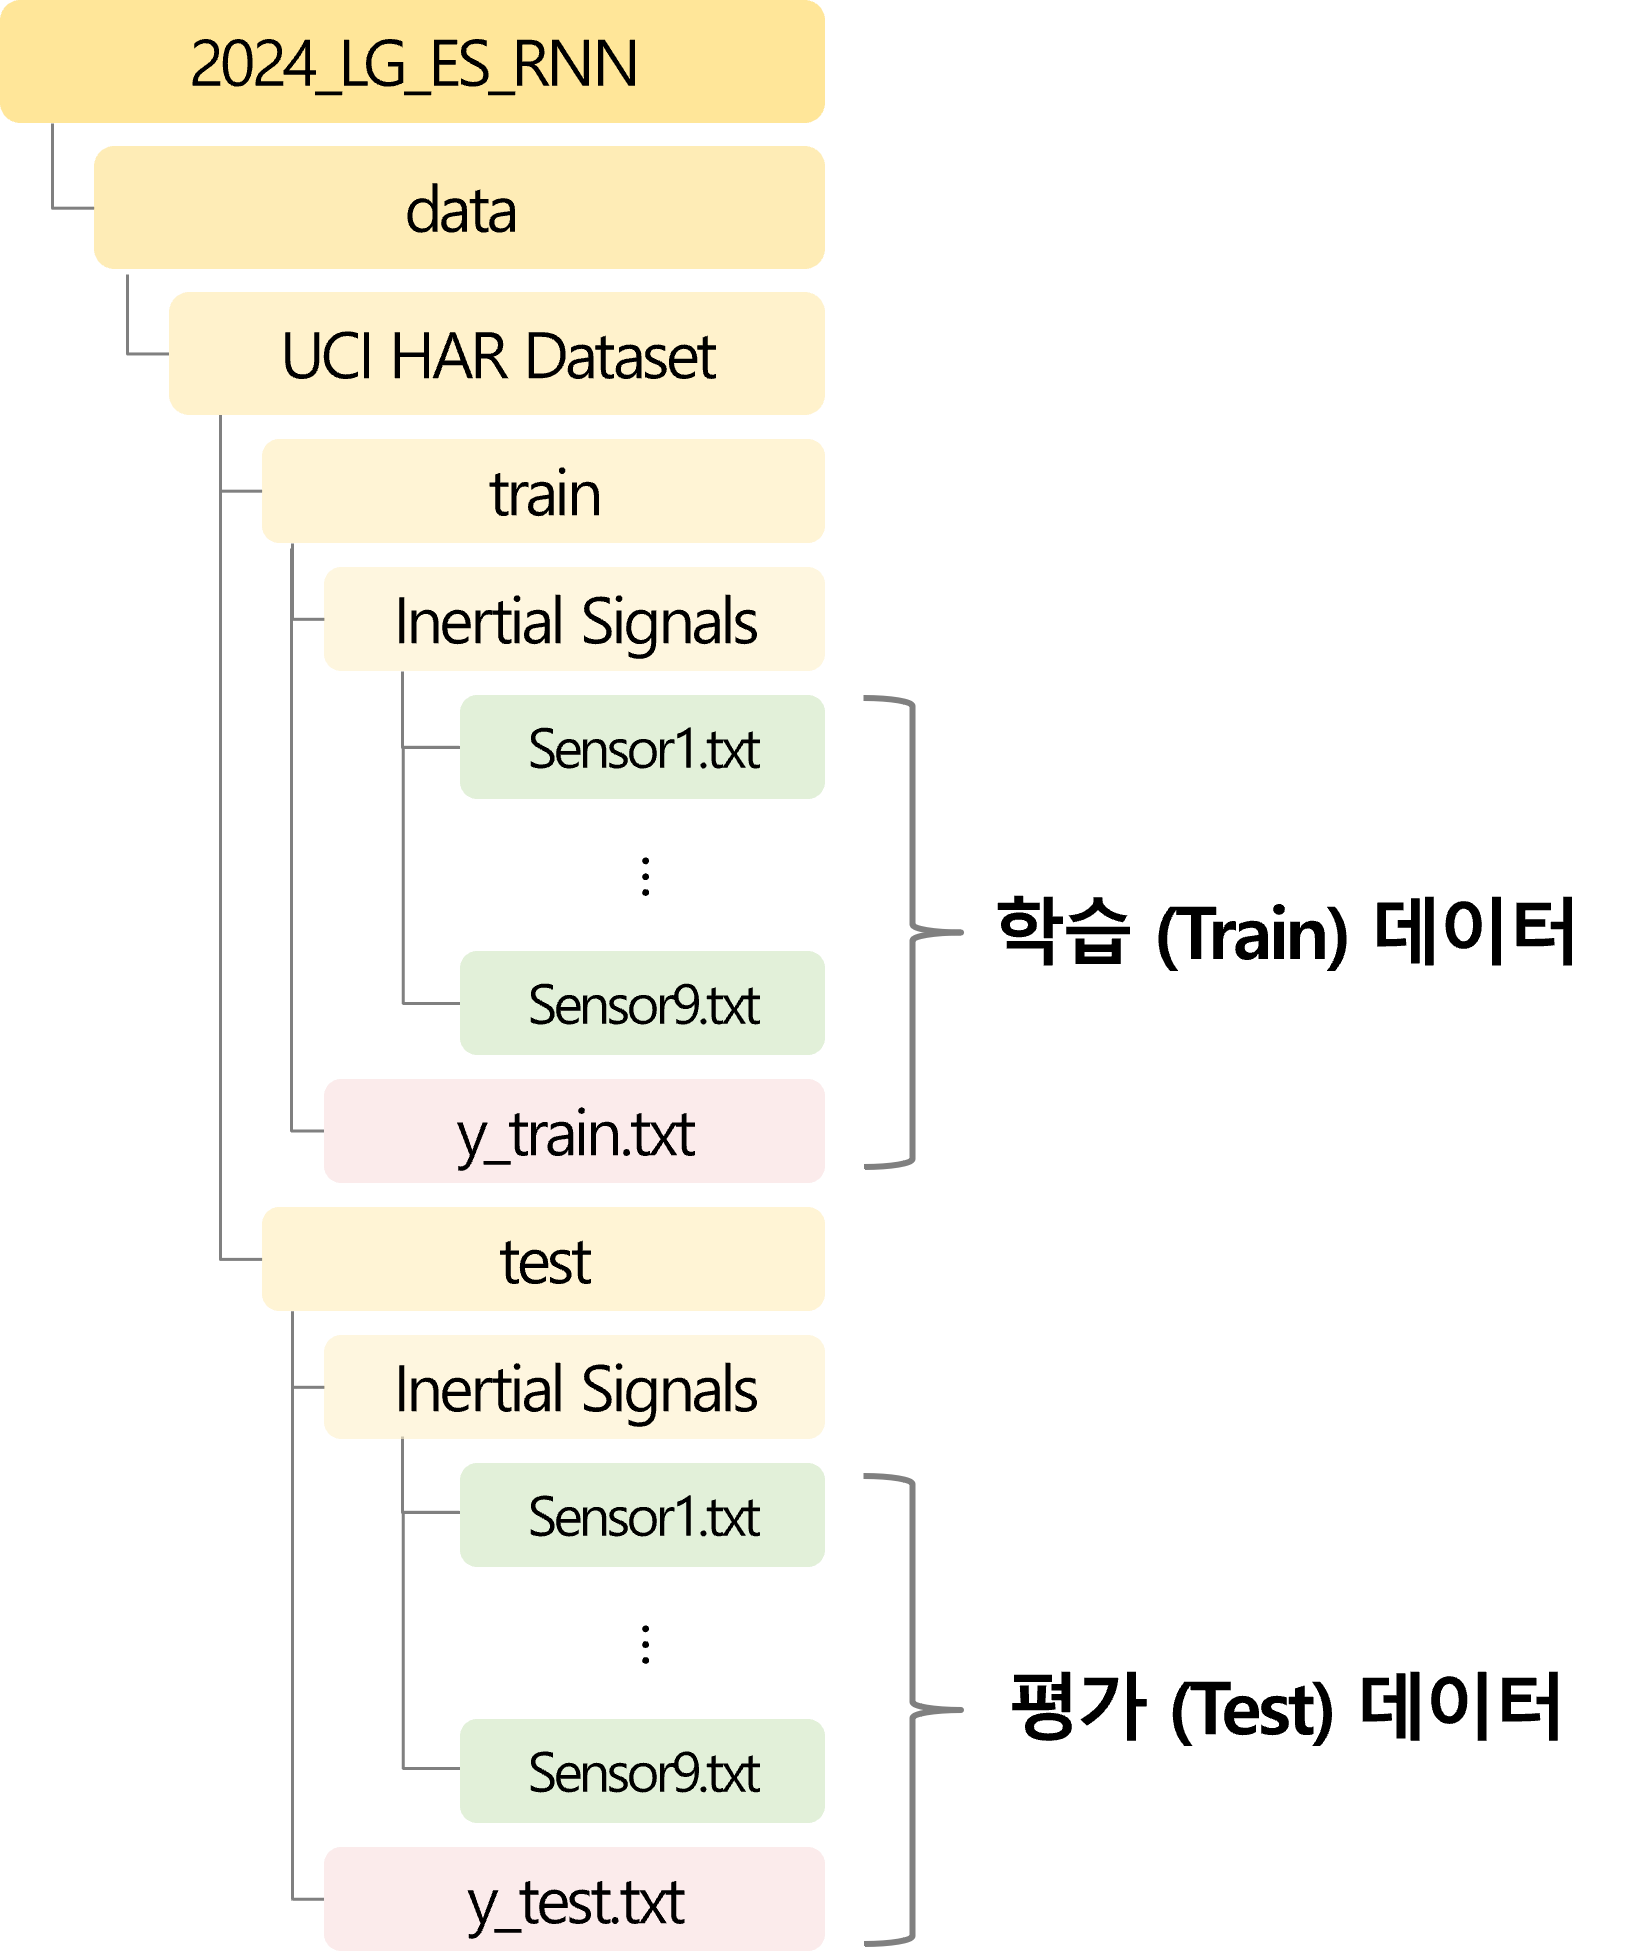 2024_LG_ES_RNN
data
UCI HAR Dataset
train
Inertial Signals
Sensor1.txt
⋮
Sensor9.txt
y_train.txt
학습 (Train) 데이터
test
Inertial Signals
Sensor1.txt
⋮
Sensor9.txt
y_test.txt
평가 (Test) 데이터